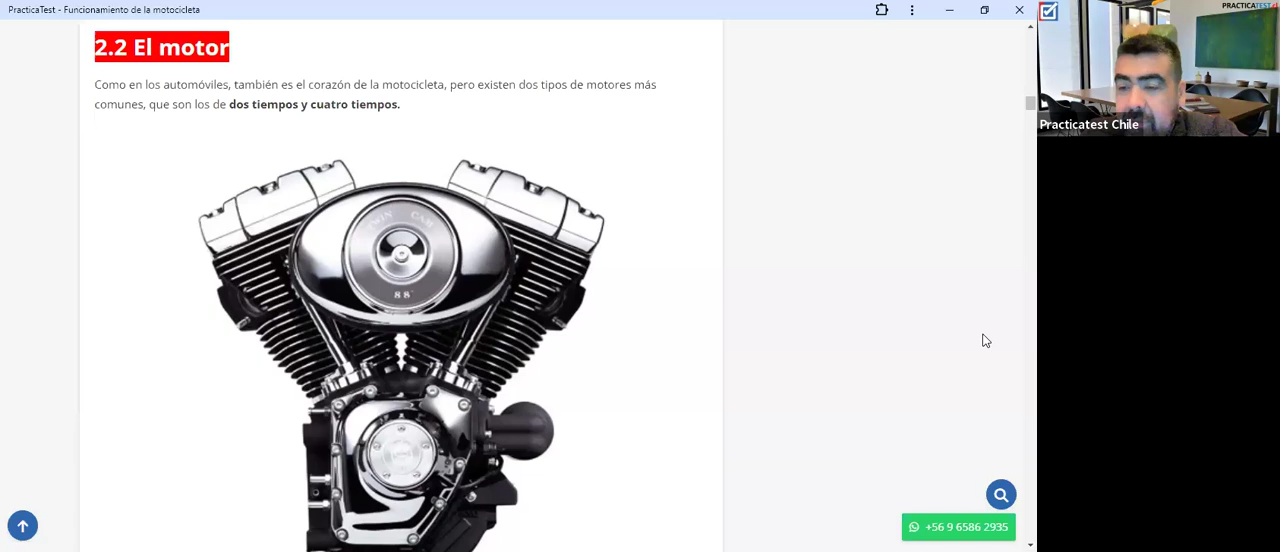 PracticaTest - Funcionamiento de la motocicleta
PRACTICATEST.cl
2.2 El motor
Como en los automóviles, también es el corazón de la motocicleta, pero existen dos tipos de motores más
comunes, que son los de dos tiempos y cuatro tiempos.
Practicatest Chile
88
+56 9 6586 2935